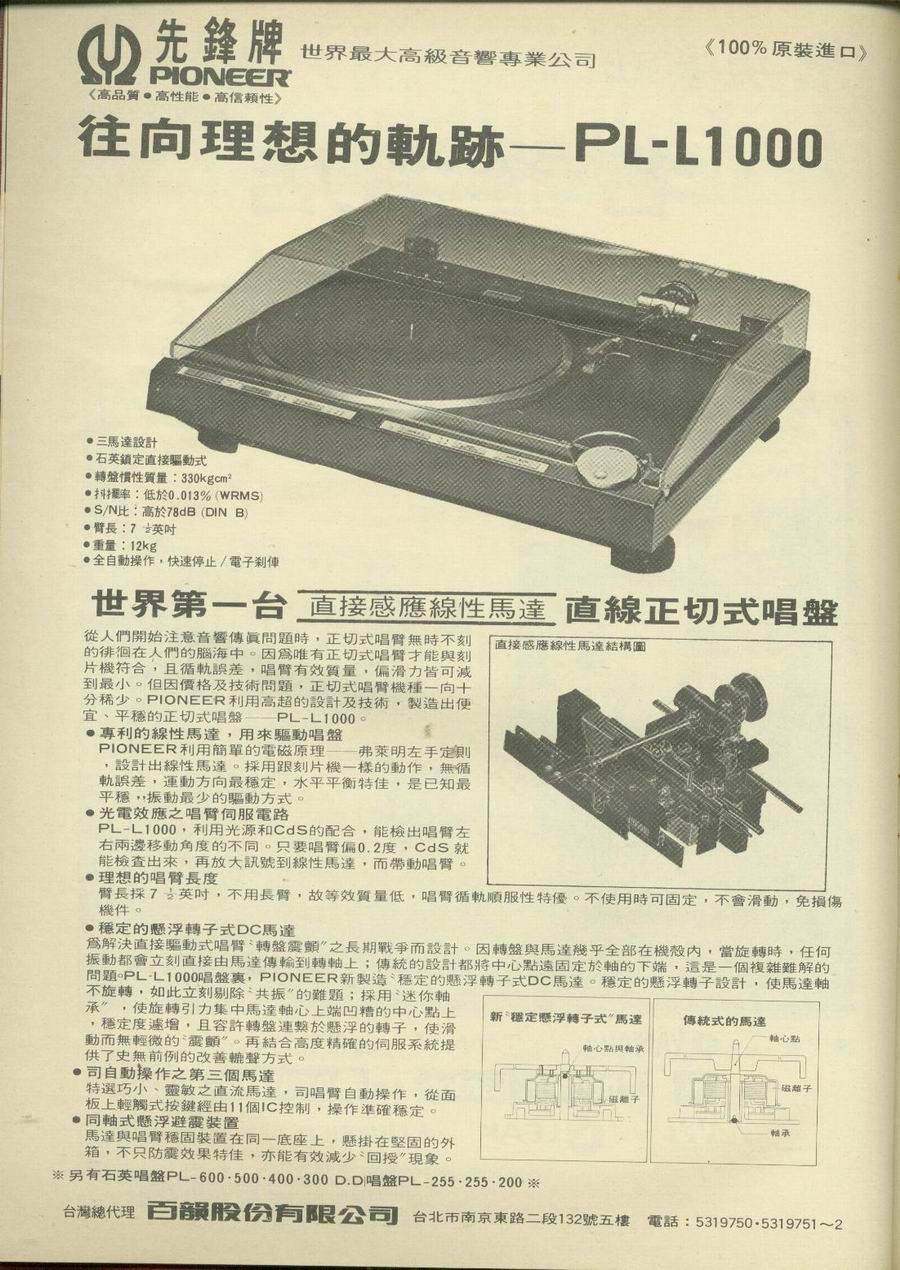 先鋒牌
PIONEER
世界最大高級音響專業公司
《100%原裝進口》
《高品質●高性能●高信賴性》
往向理想的軌跡—PL-L1000
●三馬達設計
●石英鎖定直接驅動式
●轉盤慣性質量：330kgcm²
●抖擺率：低於0.013% (WRMS)
●S/N比：高於78dB (DIN B)
●臂長：7 ½英吋
●重量：12kg
●全自動操作，快速停止/電子剎車
世界第一台 直接感應線性馬達 直線正切式唱盤
從人們開始注意音響傳眞問題時，正切式唱臂無時不刻
的徘徊在人們的腦海中。因爲唯有正切式唱臂才能與刻
片機符合，且循軌誤差，唱臂有效質量，偏滑力皆可減
到最小。但因價格及技術問題，正切式唱臂機種一向十
分稀少。PIONEER利用高超的設計及技術，製造出便
宜、平穩的正切式唱盤——PL-L1000。
●專利的線性馬達，用來驅動唱盤
PIONEER利用簡單的電磁原理——弗萊明左手定則
，設計出線性馬達。採用跟刻片機一樣的動作，無循
軌誤差，運動方向最穩定，水平平衡特佳，是已知最
平穩，振動最少的驅動方式。
●光電效應之唱臂伺服電路
PL-L1000，利用光源和CdS的配合，能檢出唱臂左
右兩邊移動角度的不同。只要唱臂偏0.2度，CdS 就
能檢查出來，再放大訊號到線性馬達，而帶動唱臂。
直接感應線性馬達結構圖
●理想的唱臂長度
臂長採 7 ½ 英吋，不用長臂，故等效質量低，唱臂循軌順服性特優。不使用時可固定，不會滑動，免損傷
機件。
●穩定的懸浮轉子式DC馬達
爲解決直接驅動式唱臂〝轉盤震顫〞之長期戰爭而設計。因轉盤與馬達幾乎全部在機殼內，當旋轉時，任何
振動都會立刻直接由馬達傳輸到轉軸上；傳統的設計都將中心點遠固定於軸的下端，這是一個複雜難解的
問題。PL-L1000唱盤裏，PIONEER新製造〝穩定的懸浮轉子式DC馬達。穩定的懸浮轉子設計，使馬達軸
不旋轉，如此立刻剔除〝共振〞的難題；採用〝迷你軸
承〞，使旋轉引力集中馬達軸心上端凹槽的中心點上
，穩定度遽增，且容許轉盤連繫於懸浮的轉子，使滑
動而無輕微的〝震顫〞。再結合高度精確的伺服系統提
供了史無前例的改善轆聲方式。
●司自動操作之第三個馬達
特選巧小、靈敏之直流馬達，司唱臂自動操作，從面
板上輕觸式按鍵經由11個IC控制，操作準確穩定。
●同軸式懸浮避震裝置
馬達與唱臂穩固裝置在同一底座上，懸掛在堅固的外
箱，不只防震效果特佳，亦能有效減少〝回授〞現象。
新〝穩定懸浮轉子式〞馬達
軸心點與軸承
磁離子
傳統式的馬達
軸心點
磁離子
軸承
※另有石英唱盤PL-600·500·400·300 D.D唱盤PL-255·255·200※
台灣總代理 百韻股份有限公司 台北市南京東路二段132號五樓 電話：5319750·5319751～2